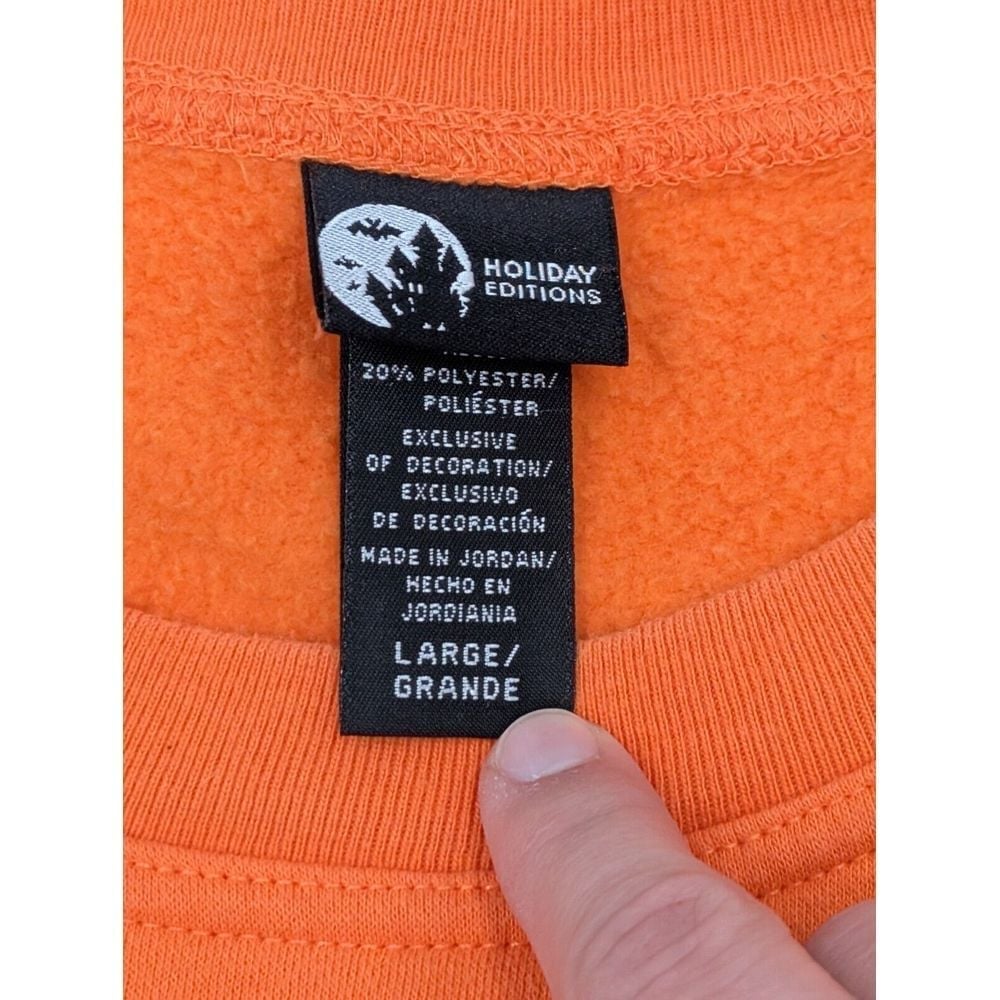 HOLIDAY
EDITIONS
20% POLYESTER/
POLIÉSTER
EXCLUSIVE
OF DECORATION/
EXCLUSIVO
DE DECORACIÓN
MADE IN JORDAN/
HECHO EN
JORDIANIA
LARGE/
GRANDE